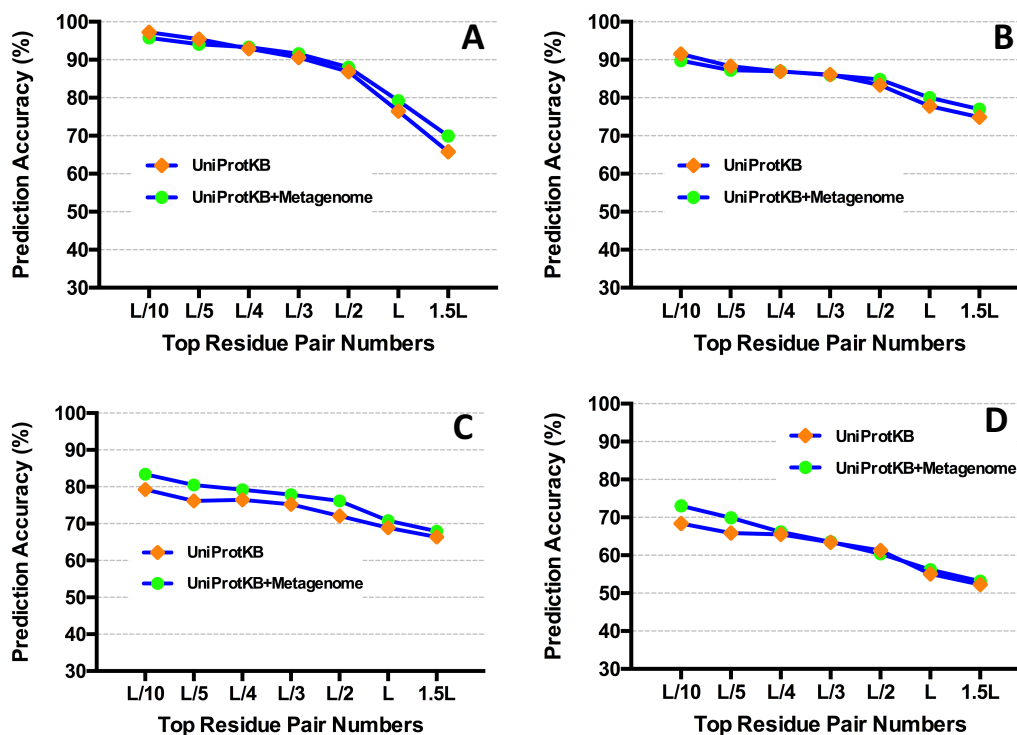 A
Prediction Accuracy (%)
100
90
80
70
60
50
40
30
UniProtKB
UniProtKB+Metagenome
L/10 L/5 L/4 L/3 L/2 L 1.5L
Top Residue Pair Numbers
B
Prediction Accuracy (%)
100
90
80
70
60
50
40
30
UniProtKB
UniProtKB+Metagenome
L/10 L/5 L/4 L/3 L/2 L 1.5L
Top Residue Pair Numbers
C
Prediction Accuracy (%)
100
90
80
70
60
50
40
30
UniProtKB
UniProtKB+Metagenome
L/10 L/5 L/4 L/3 L/2 L 1.5L
Top Residue Pair Numbers
D
Prediction Accuracy (%)
100
90
80
70
60
50
40
30
UniProtKB
UniProtKB+Metagenome
L/10 L/5 L/4 L/3 L/2 L 1.5L
Top Residue Pair Numbers